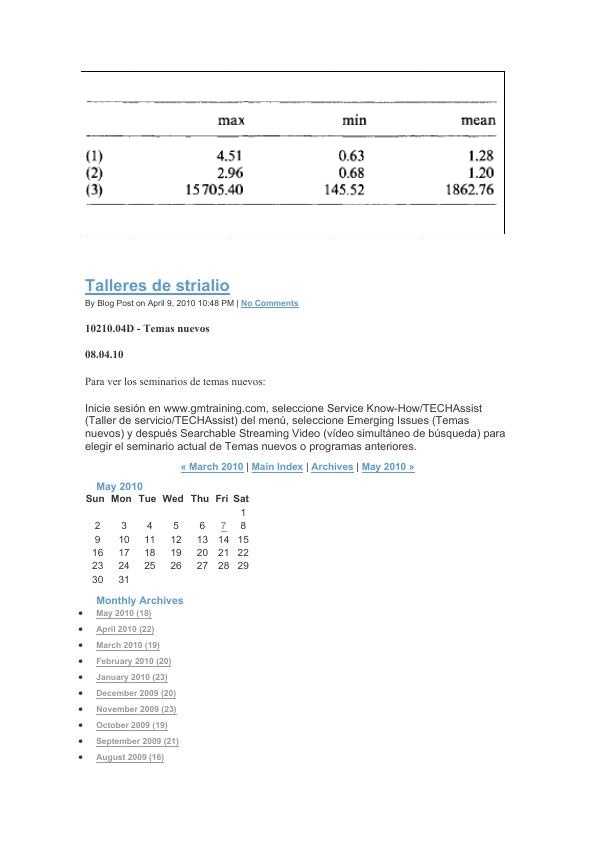 max min mean
(1) 4.51 0.63 1.28
(2) 2.96 0.68 1.20
(3) 15705.40 145.52 1862.76
Talleres de strialio
By Blog Post on April 9, 2010 10:48 PM | No Comments
10210.04D - Temas nuevos
08.04.10
Para ver los seminarios de temas nuevos:
Inicie sesión en www.gmtraining.com, seleccione Service Know-How/TECHAssist
(Taller de servicio/TECHAssist) del menú, seleccione Emerging Issues (Temas
nuevos) y después Searchable Streaming Video (vídeo simultáneo de búsqueda) para
elegir el seminario actual de Temas nuevos o programas anteriores.
« March 2010 | Main Index | Archives | May 2010 »
May 2010
Sun Mon Tue Wed Thu Fri Sat
1
2 3 4 5 6 7 8
9 10 11 12 13 14 15
16 17 18 19 20 21 22
23 24 25 26 27 28 29
30 31
Monthly Archives
• May 2010 (18)
• April 2010 (22)
• March 2010 (19)
• February 2010 (20)
• January 2010 (23)
• December 2009 (20)
• November 2009 (23)
• October 2009 (19)
• September 2009 (21)
• August 2009 (16)